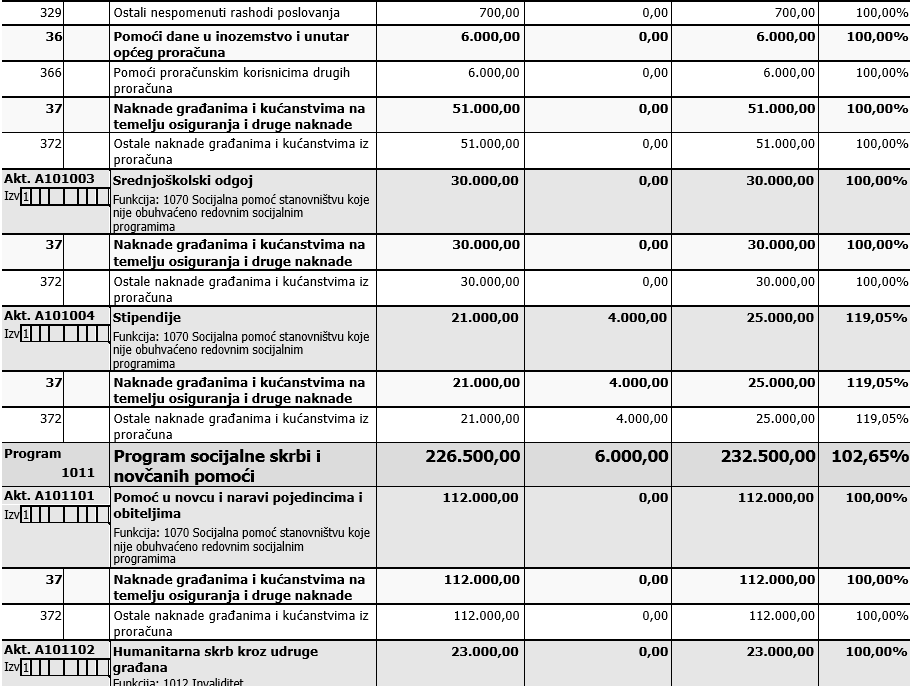 329 Ostali nespomenuti rashodi poslovanja 700,00 0,00 700,00 100,00%
36 Pomoći dane u inozemstvo i unutar 6.000,00 0,00 6.000,00 100,00%
općeg proračuna
366 Pomoći proračunskim korisnicima drugih 6.000,00 0,00 6.000,00 100,00%
proračuna
37 Naknade građanima i kućanstvima na 51.000,00 0,00 51.000,00 100,00%
temelju osiguranja i druge naknade
372 Ostale naknade građanima i kućanstvima iz 51.000,00 0,00 51.000,00 100,00%
proračuna
Akt. A101003 Srednjoškolski odgoj 30.000,00 0,00 30.000,00 100,00%
Izv 1 Funkcija: 1070 Socijalna pomoć stanovništvu koje
nije obuhvaćeno redovnim socijalnim
programima
37 Naknade građanima i kućanstvima na 30.000,00 0,00 30.000,00 100,00%
temelju osiguranja i druge naknade
372 Ostale naknade građanima i kućanstvima iz 30.000,00 0,00 30.000,00 100,00%
proračuna
Akt. A101004 Stipendije 21.000,00 4.000,00 25.000,00 119,05%
Izv 1 Funkcija: 1070 Socijalna pomoć stanovništvu koje
nije obuhvaćeno redovnim socijalnim
programima
37 Naknade građanima i kućanstvima na 21.000,00 4.000,00 25.000,00 119,05%
temelju osiguranja i druge naknade
372 Ostale naknade građanima i kućanstvima iz 21.000,00 4.000,00 25.000,00 119,05%
proračuna
Program Program socijalne skrbi i 226.500,00 6.000,00 232.500,00 102,65%
1011 novčanih pomoći
Akt. A101101 Pomoć u novcu i naravi pojedincima i 112.000,00 0,00 112.000,00 100,00%
Izv 1 obiteljima
Funkcija: 1070 Socijalna pomoć stanovništvu koje
nije obuhvaćeno redovnim socijalnim
programima
37 Naknade građanima i kućanstvima na 112.000,00 0,00 112.000,00 100,00%
temelju osiguranja i druge naknade
372 Ostale naknade građanima i kućanstvima iz 112.000,00 0,00 112.000,00 100,00%
proračuna
Akt. A101102 Humanitarna skrb kroz udruge 23.000,00 0,00 23.000,00 100,00%
Izv 1 građana
Funkcija: 1012 Invaliditet